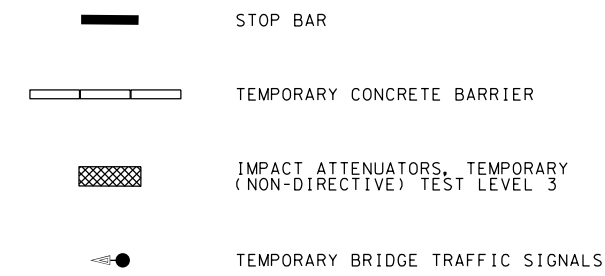 STOP BAR
TEMPORARY CONCRETE BARRIER
IMPACT ATTENUATORS, TEMPORARY
(NON-DIRECTIVE) TEST LEVEL 3
TEMPORARY BRIDGE TRAFFIC SIGNALS